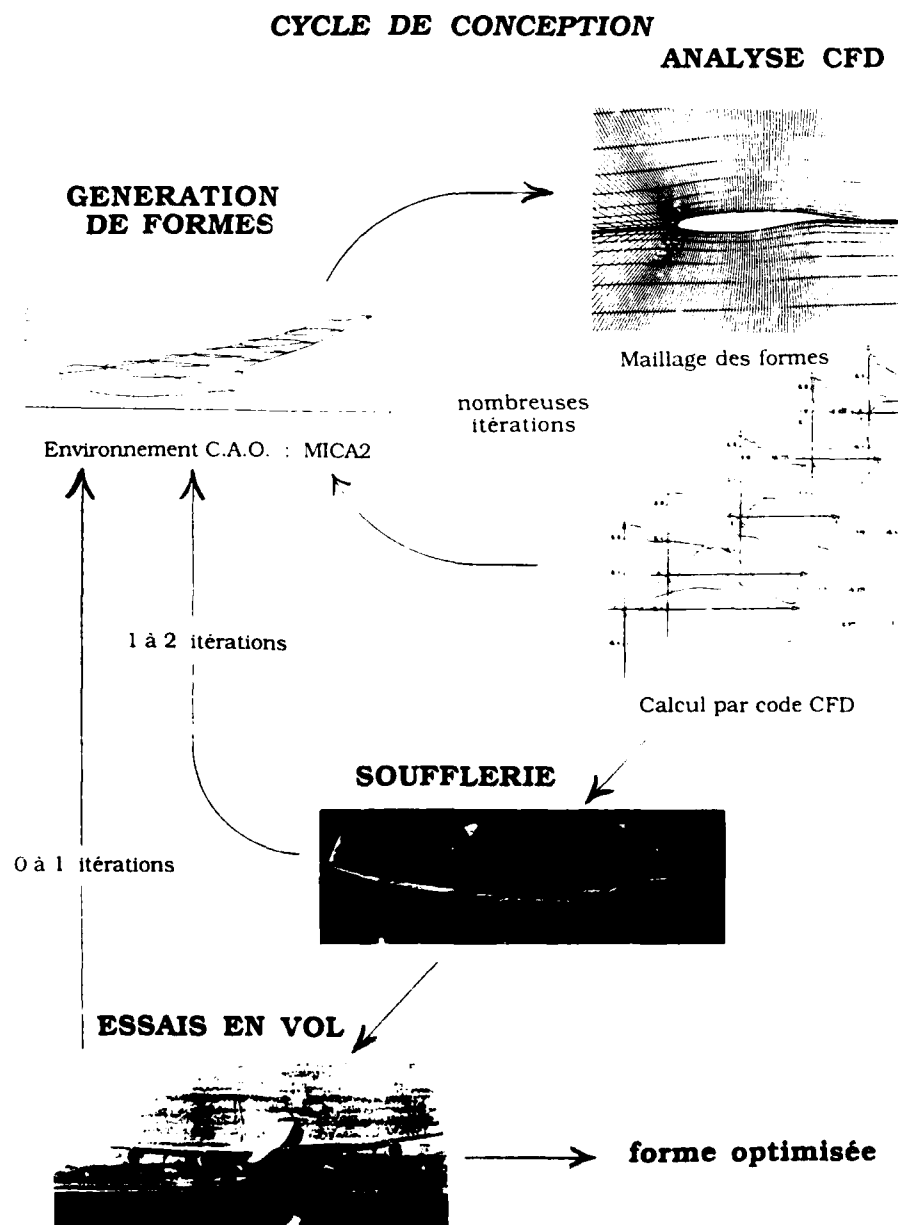 CYCLE DE CONCEPTION
ANALYSE CFD
GENERATION
DE FORMES
Maillage des formes
nombreuses
itérations
Environnement C.A.O. : MICA2
1 à 2 itérations
Calcul par code CFD
SOUFFLERIE
0 à 1 itérations
ESSAIS EN VOL
forme optimisée